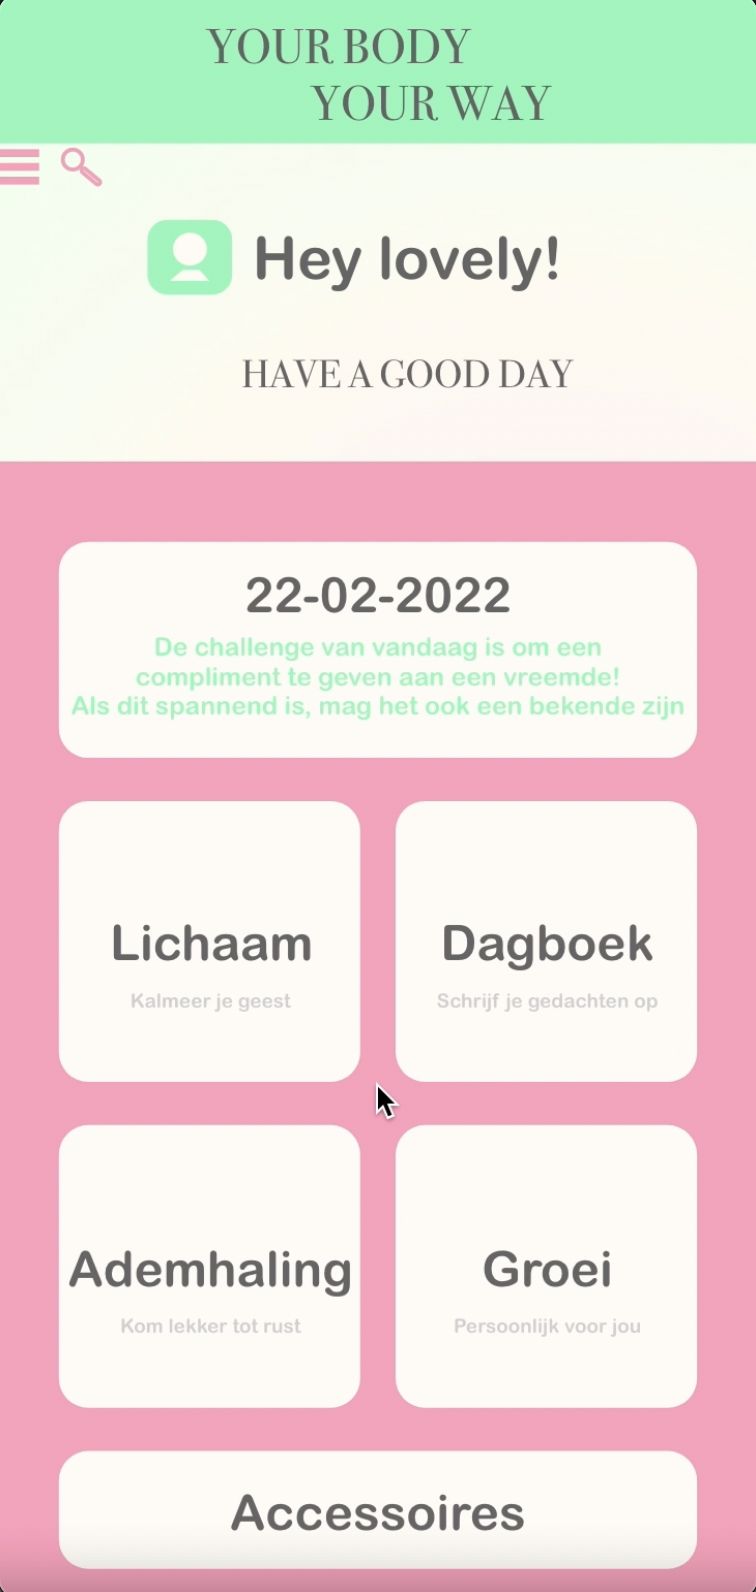 YOUR BODY
YOUR WAY
Hey lovely!
HAVE A GOOD DAY
22-02-2022
De challenge van vandaag is om een
compliment te geven aan een vreemde!
Als dit spannend is, mag het ook een bekende zijn
Lichaam
Kalmeer je geest
Dagboek
Schrijf je gedachten op
Ademhaling
Kom lekker tot rust
Groei
Persoonlijk voor jou
Accessoires